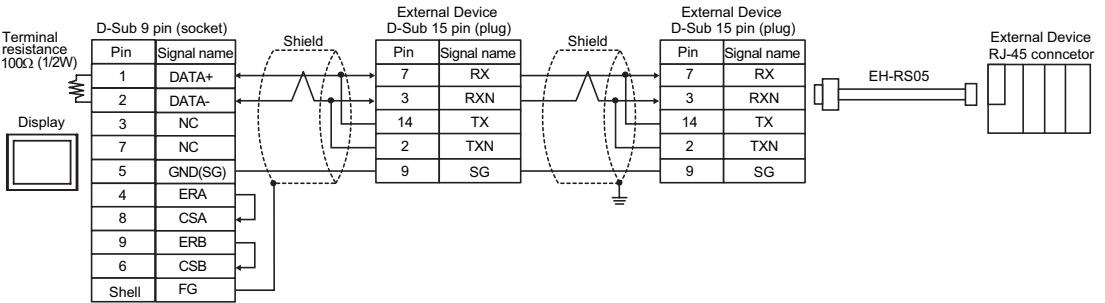 Terminal
resistance
100Ω (1/2W)
Display
D-Sub 9 pin (socket)
Pin Signal name
1 DATA+
2 DATA-
3 NC
7 NC
5 GND(SG)
4 ERA
8 CSA
9 ERB
6 CSB
Shell FG
Shield
External Device
D-Sub 15 pin (plug)
Pin Signal name
7 RX
3 RXN
14 TX
2 TXN
9 SG
Shield
External Device
D-Sub 15 pin (plug)
Pin Signal name
7 RX
3 RXN
14 TX
2 TXN
9 SG
EH-RS05
External Device
RJ-45 conncetor